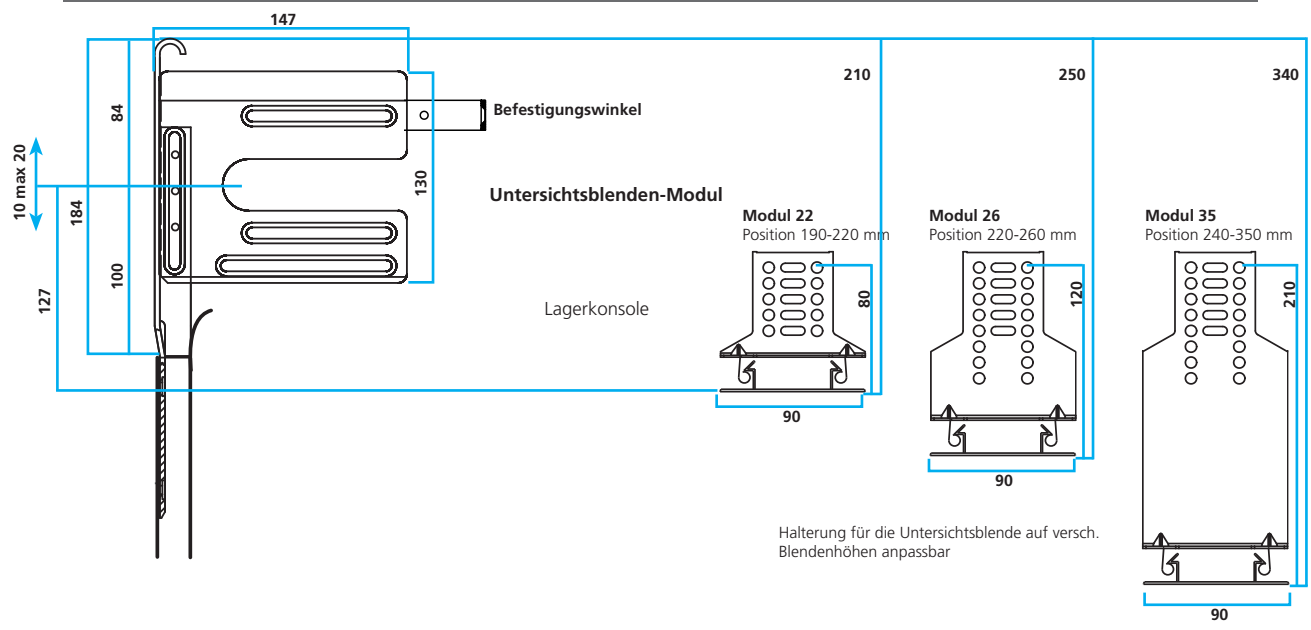 147
210
250
340
84
Befestigungswinkel
10 max 20
184
130
Untersichtsblenden-Modul
Modul 22
Position 190-220 mm
Modul 26
Position 220-260 mm
Modul 35
Position 240-350 mm
100
127
Lagerkonsole
80
120
210
90
90
Halterung für die Untersichtsblende auf versch.
Blendenhöhen anpassbar
90